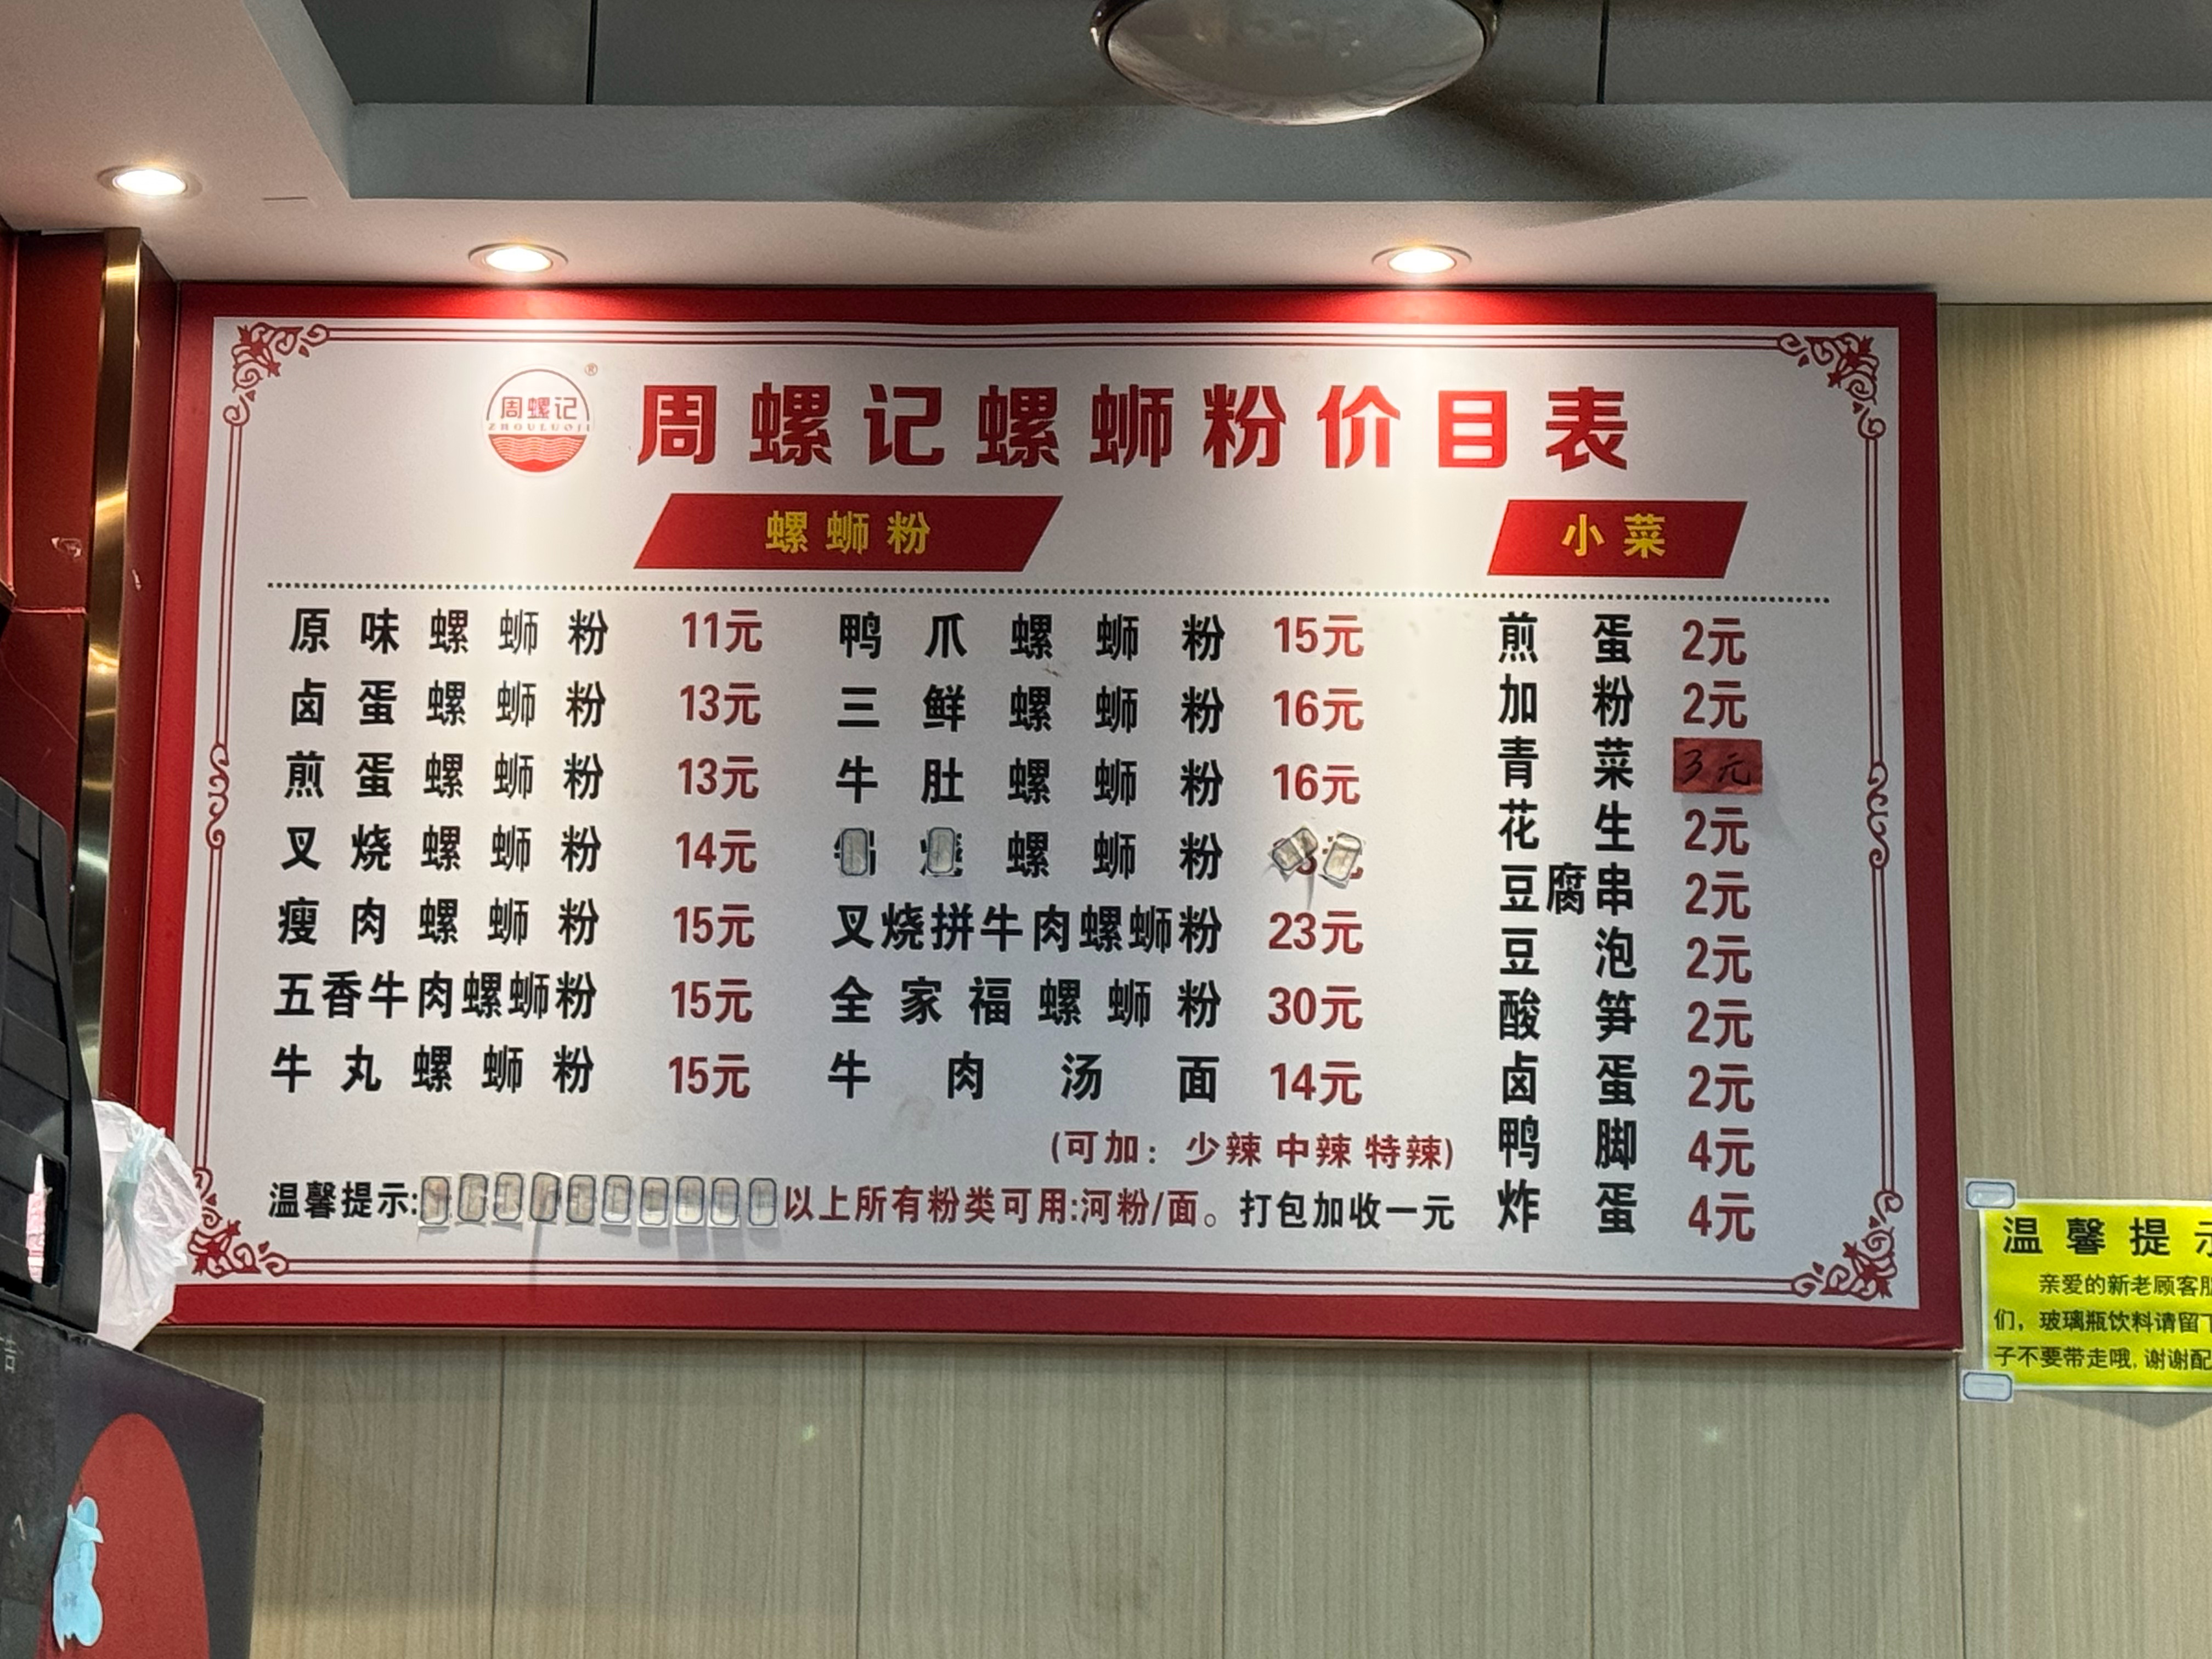 周螺记
ZHOULUOJI
®
周螺记螺蛳粉价目表
螺蛳粉
原味螺蛳粉 11元
卤蛋螺蛳粉 13元
煎蛋螺蛳粉 13元
叉烧螺蛳粉 14元
瘦肉螺蛳粉 15元
五香牛肉螺蛳粉 15元
牛丸螺蛳粉 15元
鸭爪螺蛳粉 15元
三鲜螺蛳粉 16元
牛肚螺蛳粉 16元
螺蛳粉
叉烧拼牛肉螺蛳粉 23元
全家福螺蛳粉 30元
牛肉汤面 14元
(可加：少辣 中辣 特辣)
小菜
煎蛋 2元
加粉 2元
青菜 3元
花生 2元
豆腐串 2元
豆泡 2元
酸笋 2元
卤蛋 2元
鸭脚 4元
炸蛋 4元
温馨提示:以上所有粉类可用:河粉/面。打包加收一元
温馨提
亲爱的新老顾客
们，玻璃瓶饮料请留
子不要带走哦,谢谢配